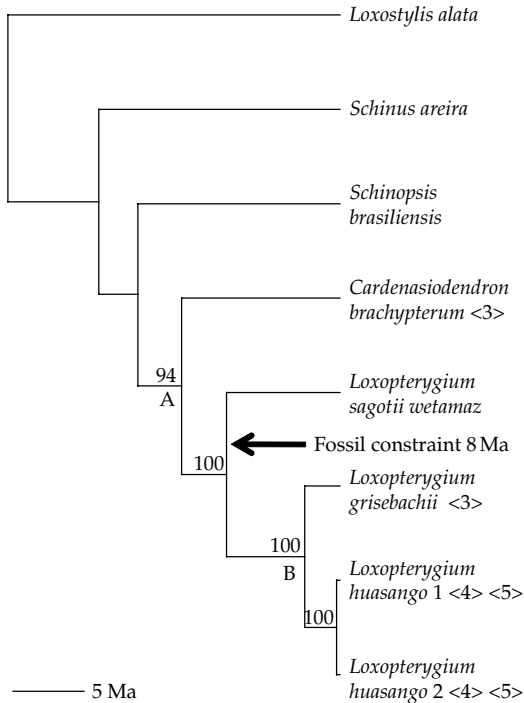 Loxostylis alata
Schinus areira
Schinopsis
brasiliensis
Cardenasiodendron
brachypterum <3>
94
A
Loxopterygium
sagotii wetamaz
Fossil constraint 8 Ma
100
Loxopterygium
grisebachii <3>
100
B
Loxopterygium
huasango 1 <4> <5>
100
Loxopterygium
huasango 2 <4> <5>
5 Ma